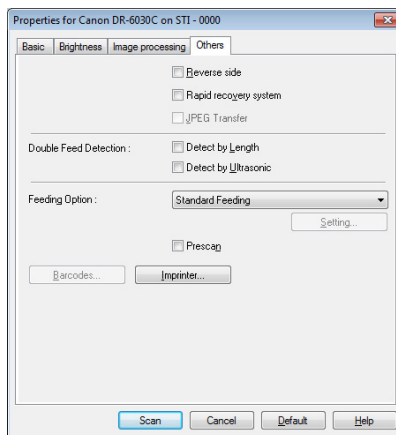 Properties for Canon DR-6030C on STI - 0000
Basic Brightness Image processing Others
Reverse side
Rapid recovery system
JPEG Transfer
Double Feed Detection : Detect by Length
Detect by Ultrasonic
Feeding Option : Standard Feeding
Setting...
Prescan
Barcodes... Imprinter...
Scan Cancel Default Help